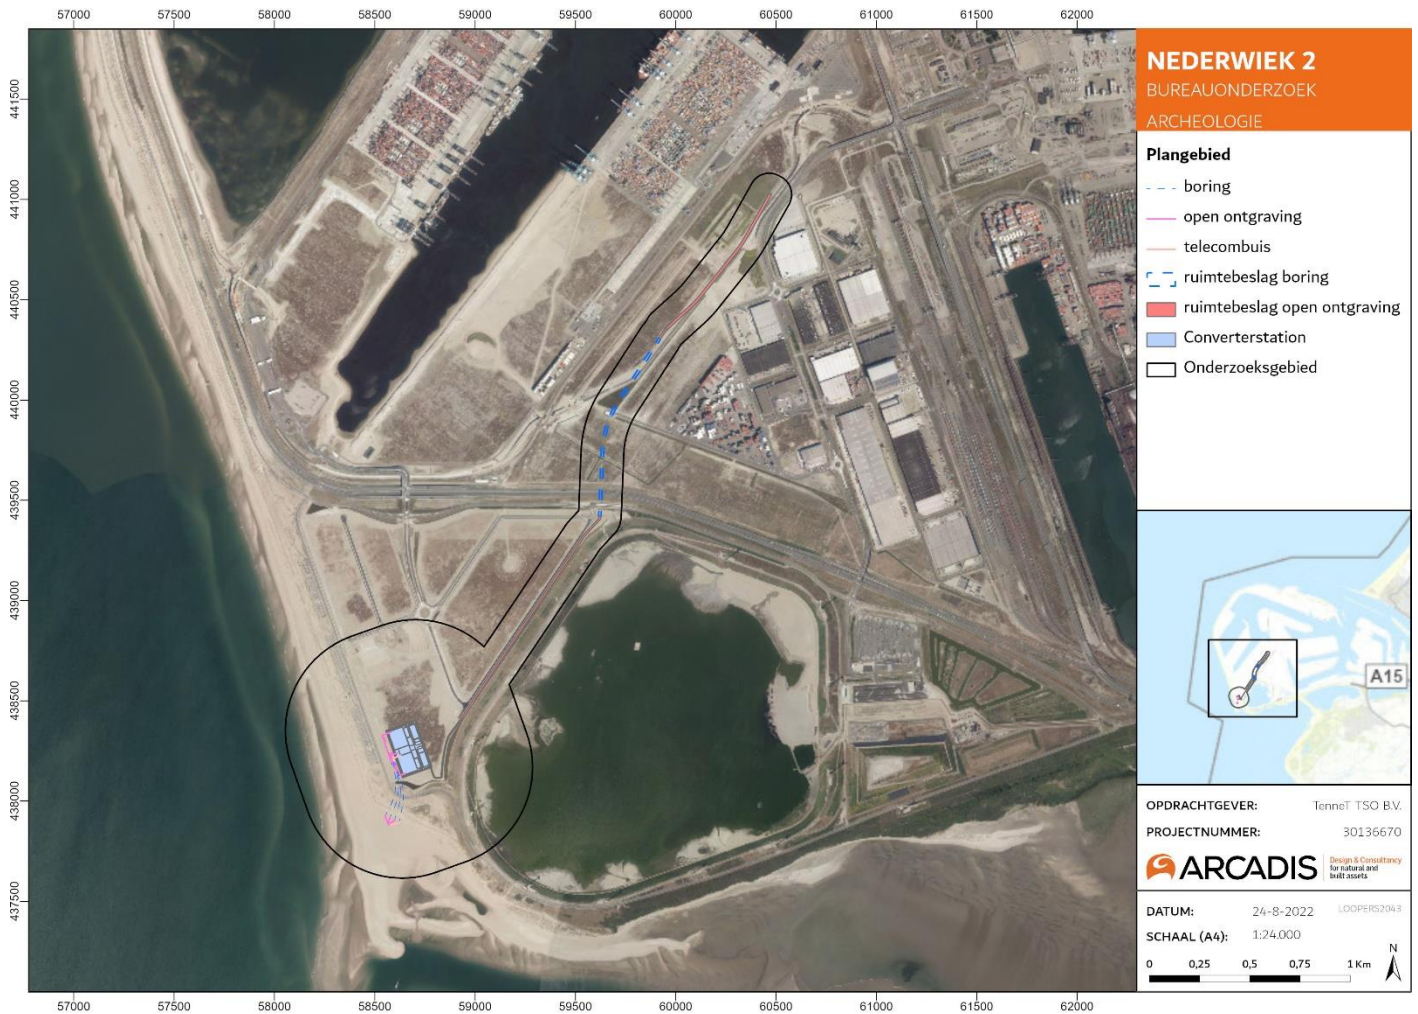 57000 57500 58000 58500 59000 59500 60000 60500 61000 61500 62000
441500
441000
440500
440000
439500
439000
438500
438000
437500
57000 57500 58000 58500 59000 59500 60000 60500 61000 61500 62000
NEDERWIEK 2
BUREAUONDERZOEK
ARCHEOLOGIE
Plangebied
boring
open ontgraving
telecombuis
ruimtebeslag boring
ruimtebeslag open ontgraving
Converterstation
Onderzoeksgebied
A15
OPDRACHTGEVER: TenneT TSO B.V.
PROJECTNUMMER: 30136670
ARCADIS
Design & Consultancy
for natural and
built assets
DATUM: 24-8-2022 LOOPERS2043
SCHAAL (A4): 1:24.000
N
0 0,25 0,5 0,75 1 Km